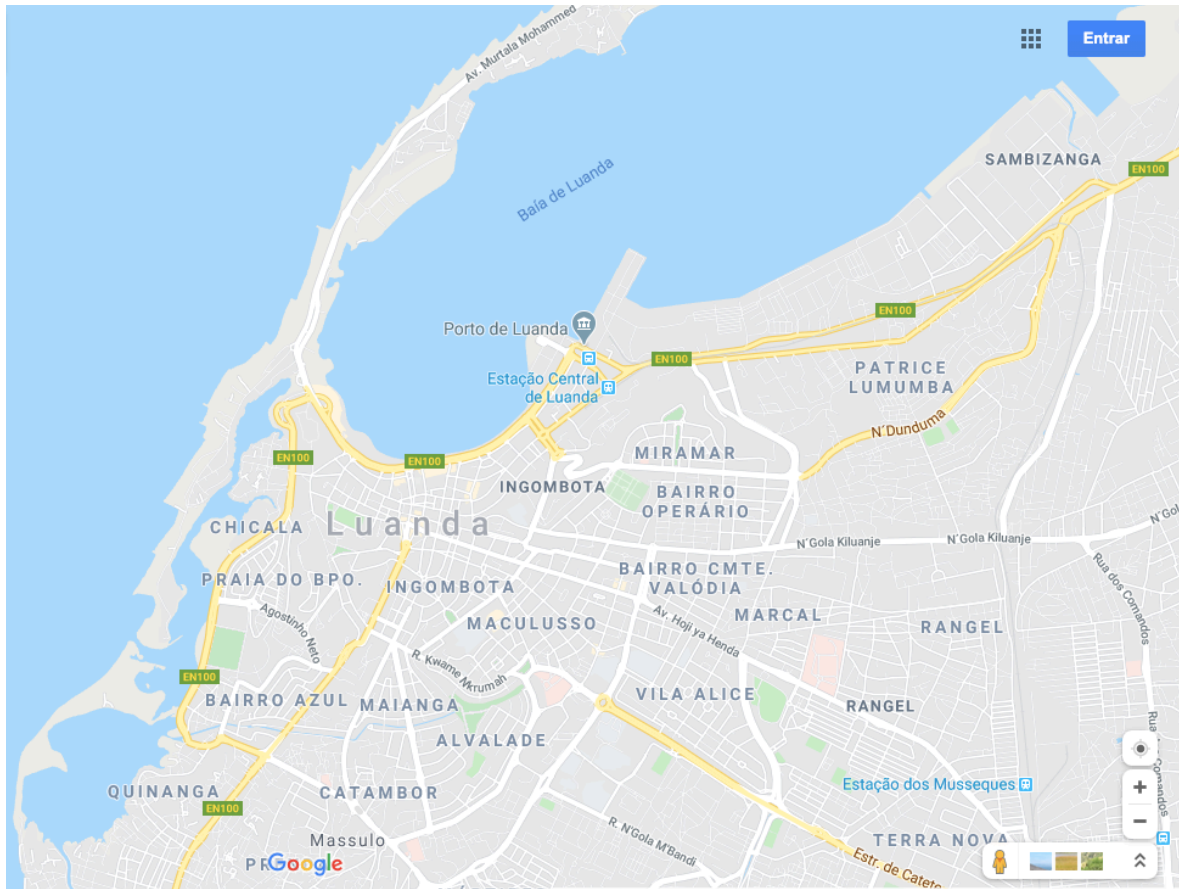 Av. Murtala Mohammed
Entrar
SAMBIZANGA
EN100
Baía de Luanda
EN100
Porto de Luanda
EN100
Estação Central
de Luanda
PATRICE
LUMUMBA
N´Dunduma
EN100
EN100
MIRAMAR
INGOMBOTA
BAIRRO
OPERÁRIO
CHICALA
Luanda
N´Gola Kiluanje
N´Gola Kiluanje
PRAIA DO BPO.
INGOMBOTA
BAIRRO CMTE.
VALÓDIA
Rua dos Comandos
Agostinho Neto
MACULUSSO
Av. Hoji ya Henda
MARCAL
RANGEL
R. Kwame Nkrumah
EN100
BAIRRO AZUL
MAIANGA
VILA ALICE
RANGEL
ALVALADE
QUINANGA
EN100
CATAMBOR
Estação dos Musseques
Massulo
R. N'Gola M'Bandi
TERRA NOVA
Google
Estr. de Catete